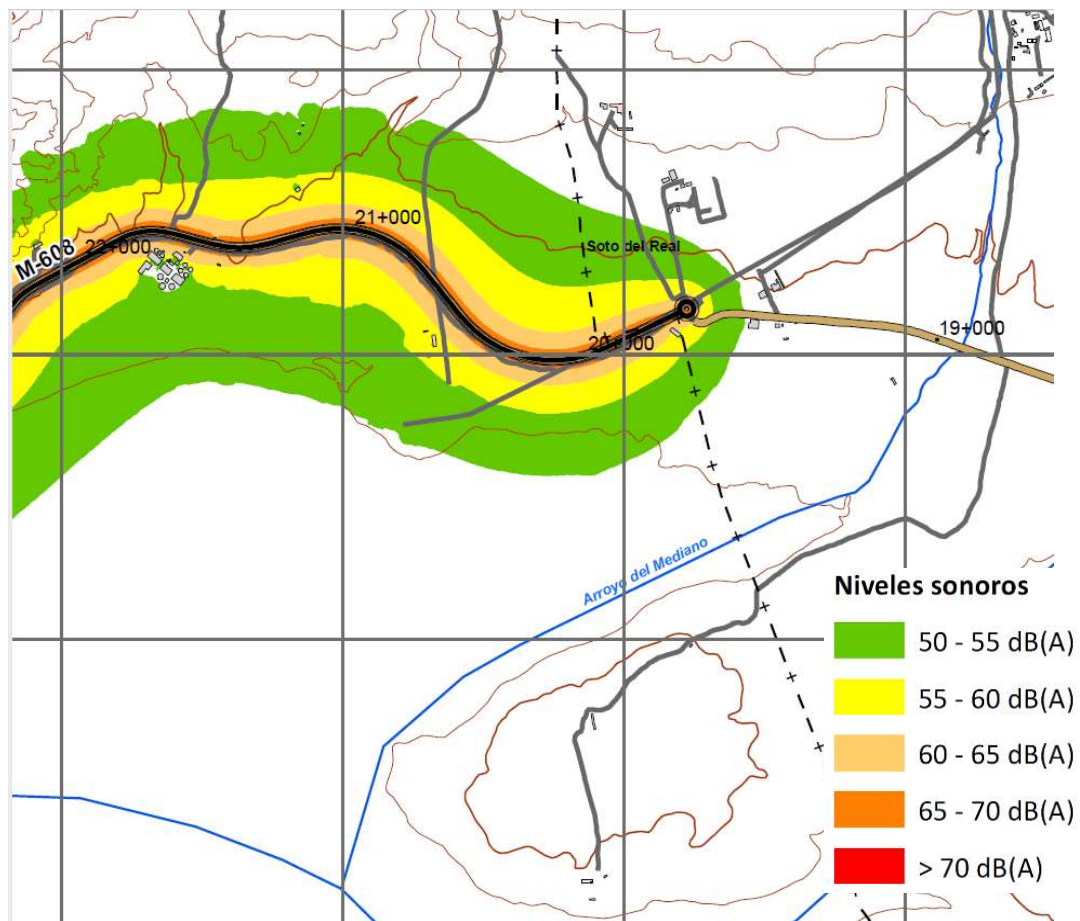 21+000
Soto del Real
22+000
M-608
19+000
20+000
Arroyo del Mediano
Niveles sonoros
50 - 55 dB(A)
55 - 60 dB(A)
60 - 65 dB(A)
65 - 70 dB(A)
> 70 dB(A)